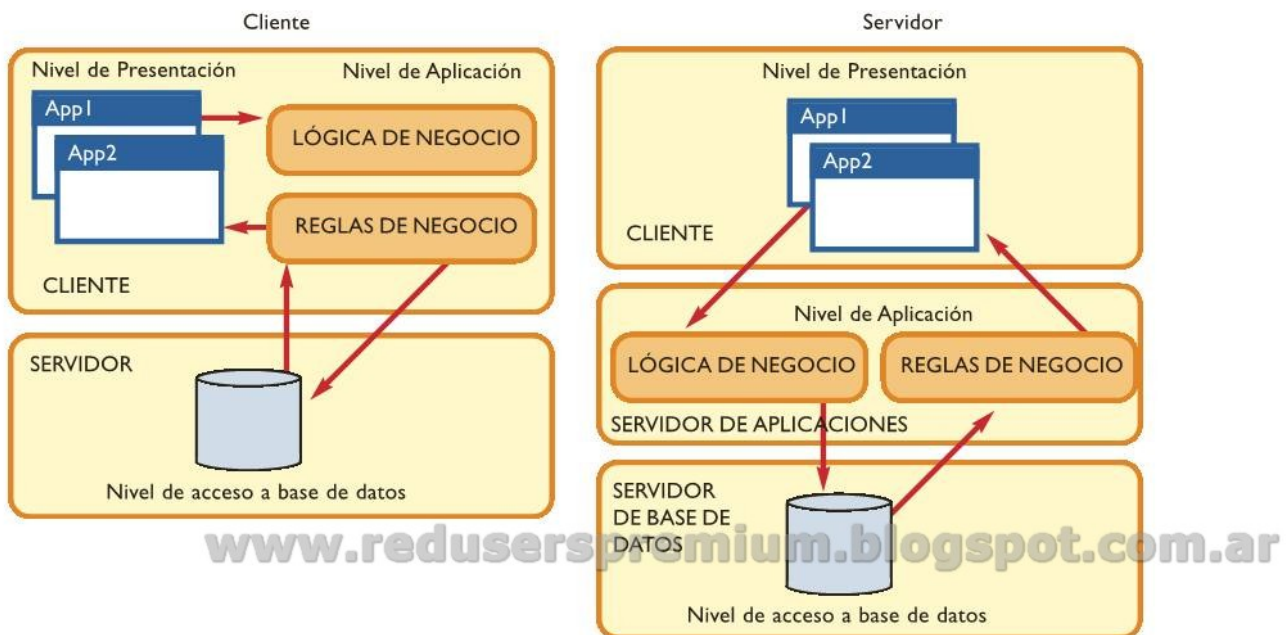 Cliente
Nivel de Presentación
Nivel de Aplicación
App1
App2
LÓGICA DE NEGOCIO
REGLAS DE NEGOCIO
CLIENTE
SERVIDOR
Nivel de acceso a base de datos
Servidor
Nivel de Presentación
App1
App2
CLIENTE
Nivel de Aplicación
LÓGICA DE NEGOCIO
REGLAS DE NEGOCIO
SERVIDOR DE APLICACIONES
SERVIDOR
DE BASE DE
DATOS
Nivel de acceso a base de datos
www.reduserspremium.blogspot.com.ar